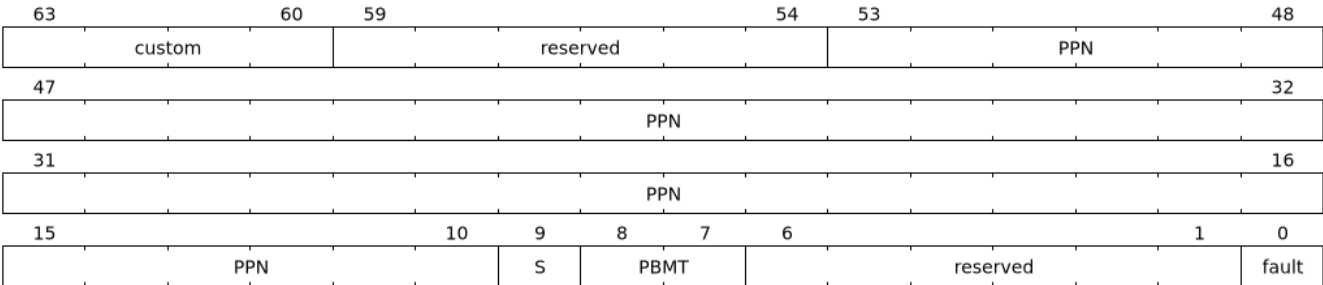 63 60 59 54 53 48
custom reserved PPN
47 32
PPN
31 16
PPN
15 10 9 8 7 6 1 0
PPN S PBMT reserved fault